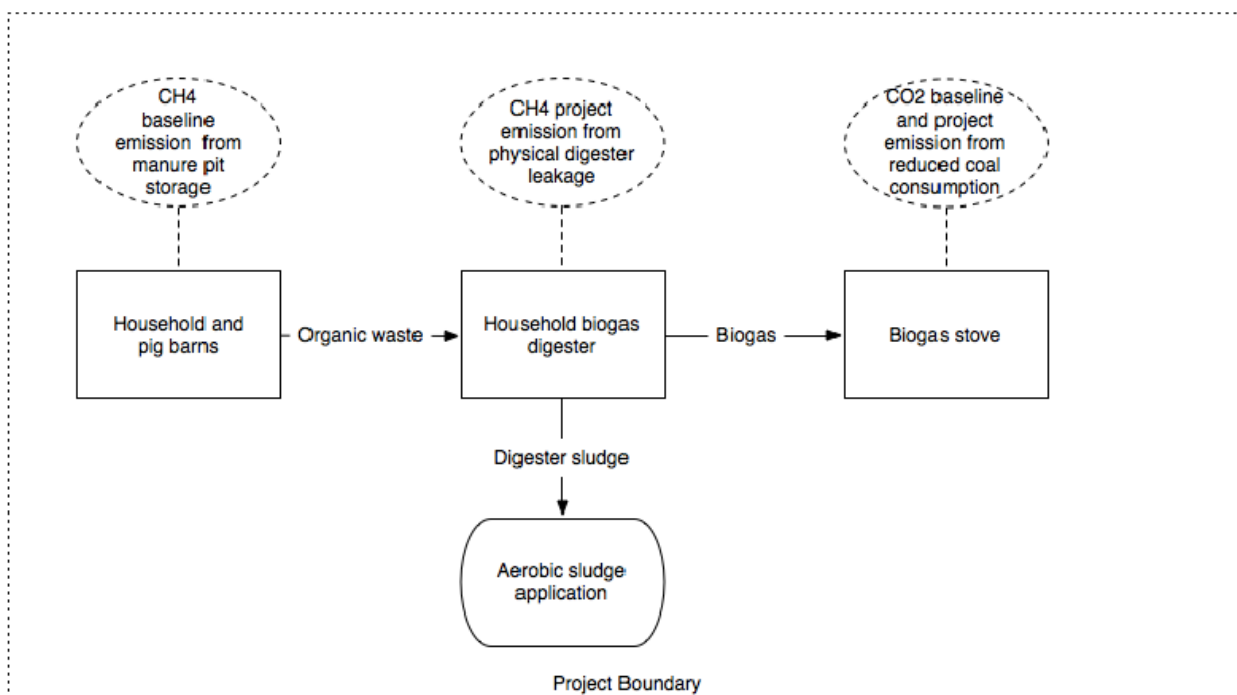 CH4
baseline
emission from
manure pit
storage
CH4 project
emission from
physical digester
leakage
CO2 baseline
and project
emission from
reduced coal
consumption
Household and
pig barns
Organic waste
Household biogas
digester
Biogas
Biogas stove
Digester sludge
Aerobic sludge
application
Project Boundary